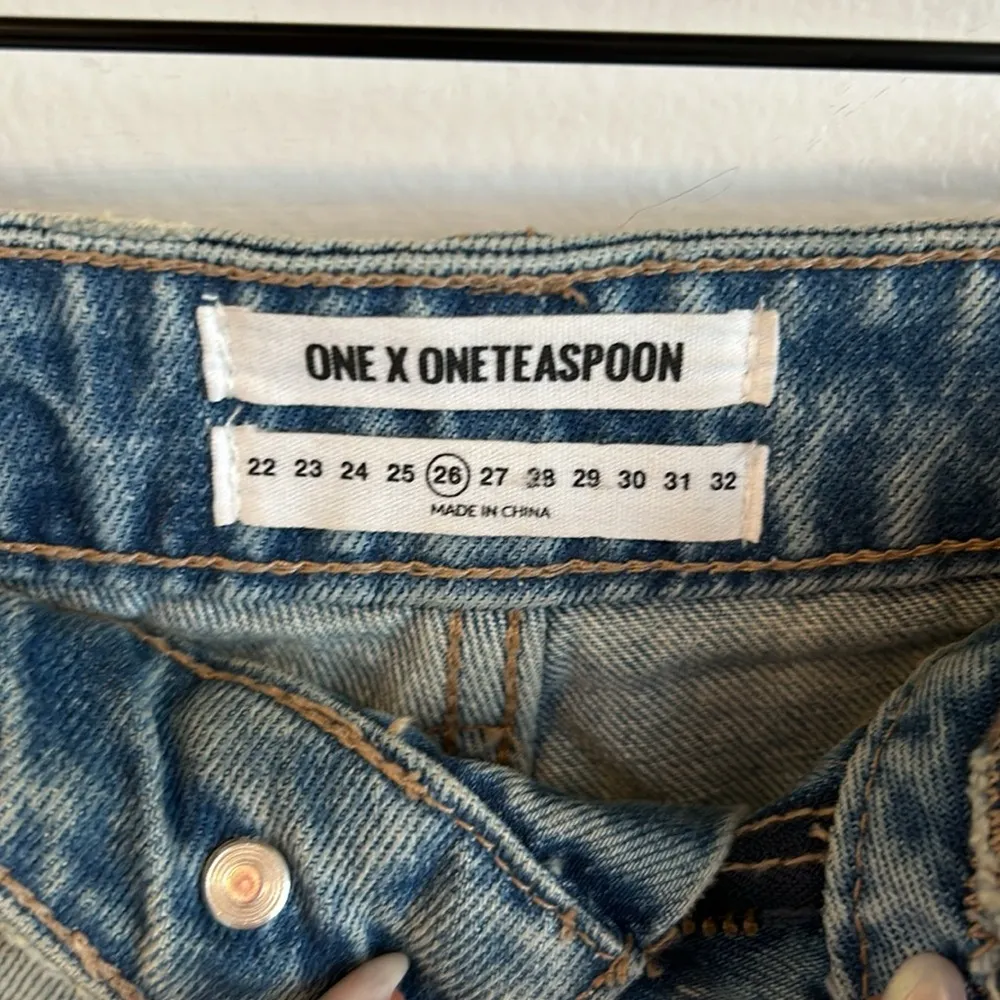 ONE X ONETEASPOON
22 23 24 25 26 27 28 29 30 31 32
MADE IN CHINA